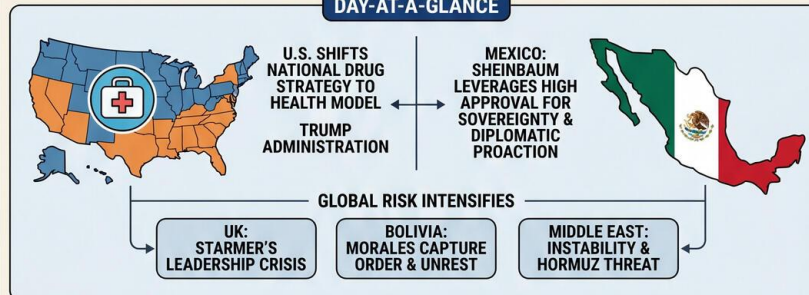 DAY-AT-A-GLANCE
U.S. SHIFTS
NATIONAL DRUG
STRATEGY TO
HEALTH MODEL
TRUMP
ADMINISTRATION
MEXICO:
SHEINBAUM
LEVERAGES HIGH
APPROVAL FOR
SOVEREIGNTY &
DIPLOMATIC
PROACTION
GLOBAL RISK INTENSIFIES
UK:
STARMER'S
LEADERSHIP CRISIS
BOLIVIA:
MORALES CAPTURE
ORDER & UNREST
MIDDLE EAST:
INSTABILITY &
HORMUZ THREAT